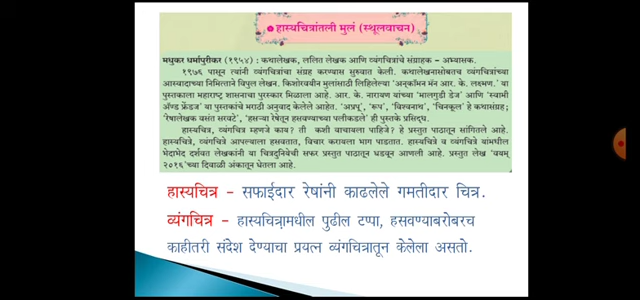 हास्यचित्रांतली मुलं (स्थूलवाचन)
मधुकर धर्मापुरीकर (१९५४) : कथालेखक, ललित लेखक आणि व्यंगचित्रांचे संग्राहक - अभ्यासक.
१९७६ पासून त्यांनी व्यंगचित्रांचा संग्रह करण्यास सुरुवात केली. कथालेखनासोबतच व्यंगचित्रांच्या
आस्वादाच्या निमित्ताने विपुल लेखन. किशोरवयीन मुलांसाठी लिहिलेल्या 'अनकॉमन मॅन आर. के. लक्ष्मण.' या
पुस्तकाला महाराष्ट्र शासनाचा पुरस्कार मिळाला आहे. आर. के. नारायण यांच्या 'मालगुडी डेज' आणि 'स्वामी
अँण्ड फ्रेंडज' या पुस्तकांचे मराठी अनुवाद केलेले आहेत. 'अप्रूप', 'रूप', 'विश्वनाथ', 'चिनकूल' हे कथासंग्रह;
'रेषालेखक वसंत सरवटे', 'हसऱ्या रेषेतून हसवण्याच्या पलीकडले' ही पुस्तके प्रसिद्ध.
हास्यचित्र, व्यंगचित्र म्हणजे काय? ती कशी वाचायला पाहिजे? हे प्रस्तुत पाठातून सांगितले आहे.
हास्यचित्रे, व्यंगचित्रे आपल्याला हसवतात, विचार करायला भाग पाडतात. हास्यचित्रे व व्यंगचित्रे यांमधील
भेदाभेद दर्शवत लेखकांनी या चित्रदुनियेची सफर प्रस्तुत पाठातून घडवून आणली आहे. प्रस्तुत लेख 'वयम्
२०१६'च्या दिवाळी अंकातून घेतला आहे.
हास्यचित्र - सफाईदार रेषांनी काढलेले गमतीदार चित्र.
व्यंगचित्र - हास्यचित्रामधील पुढील टप्पा, हसवण्याबरोबरच
काहीतरी संदेश देण्याचा प्रयत्न व्यंगचित्रातून केलेला असतो.